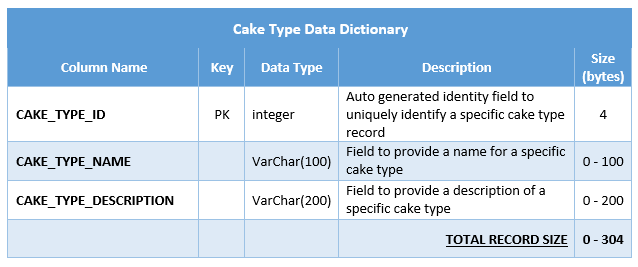 Cake Type Data Dictionary
Column Name Key Data Type Description Size (bytes)
CAKE_TYPE_ID PK integer Auto generated identity field to uniquely identify a specific cake type record 4
CAKE_TYPE_NAME VarChar(100) Field to provide a name for a specific cake type 0 - 100
CAKE_TYPE_DESCRIPTION VarChar(200) Field to provide a description of a specific cake type 0 - 200
TOTAL RECORD SIZE 0 - 304